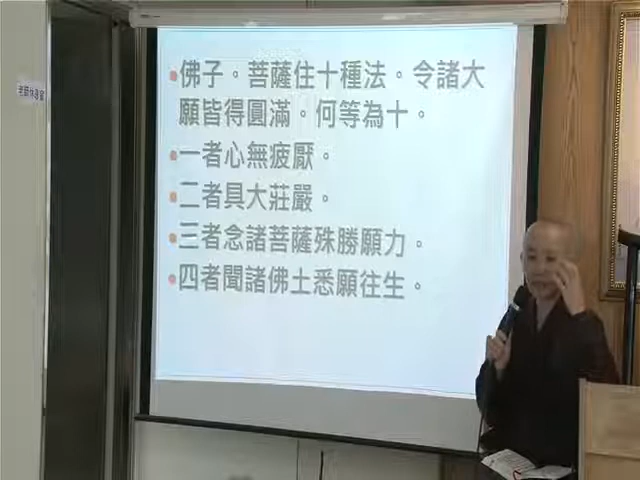 佛子。菩薩住十種法。令諸大
願皆得圓滿。何等為十。
一者心無疲厭。
二者具大莊嚴。
三者念諸菩薩殊勝願力。
四者聞諸佛土悉願往生。